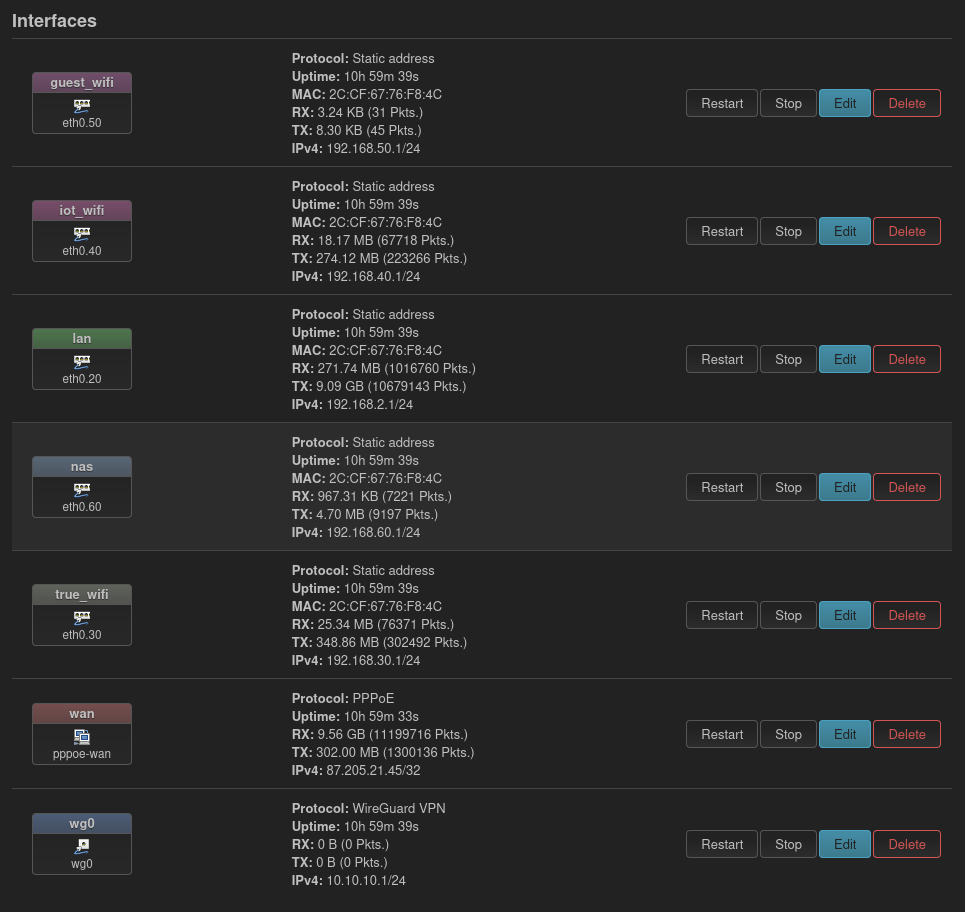 Interfaces
guest_wifi
eth0.50
Protocol: Static address
Uptime: 10h 59m 39s
MAC: 2C:CF:67:76:F8:4C
RX: 3.24 KB (31 Pkts.)
TX: 8.30 KB (45 Pkts.)
IPv4: 192.168.50.1/24
Restart Stop Edit Delete
iot_wifi
eth0.40
Protocol: Static address
Uptime: 10h 59m 39s
MAC: 2C:CF:67:76:F8:4C
RX: 18.17 MB (67718 Pkts.)
TX: 274.12 MB (223266 Pkts.)
IPv4: 192.168.40.1/24
Restart Stop Edit Delete
lan
eth0.20
Protocol: Static address
Uptime: 10h 59m 39s
MAC: 2C:CF:67:76:F8:4C
RX: 271.74 MB (1016760 Pkts.)
TX: 9.09 GB (10679143 Pkts.)
IPv4: 192.168.2.1/24
Restart Stop Edit Delete
nas
eth0.60
Protocol: Static address
Uptime: 10h 59m 39s
MAC: 2C:CF:67:76:F8:4C
RX: 967.31 KB (7221 Pkts.)
TX: 4.70 MB (9197 Pkts.)
IPv4: 192.168.60.1/24
Restart Stop Edit Delete
true_wifi
eth0.30
Protocol: Static address
Uptime: 10h 59m 39s
MAC: 2C:CF:67:76:F8:4C
RX: 25.34 MB (76371 Pkts.)
TX: 348.86 MB (302492 Pkts.)
IPv4: 192.168.30.1/24
Restart Stop Edit Delete
wan
pppoe-wan
Protocol: PPPoE
Uptime: 10h 59m 33s
RX: 9.56 GB (11199716 Pkts.)
TX: 302.00 MB (1300136 Pkts.)
IPv4: 87.205.21.45/32
Restart Stop Edit Delete
wg0
wg0
Protocol: WireGuard VPN
Uptime: 10h 59m 39s
RX: 0 B (0 Pkts.)
TX: 0 B (0 Pkts.)
IPv4: 10.10.10.1/24
Restart Stop Edit Delete